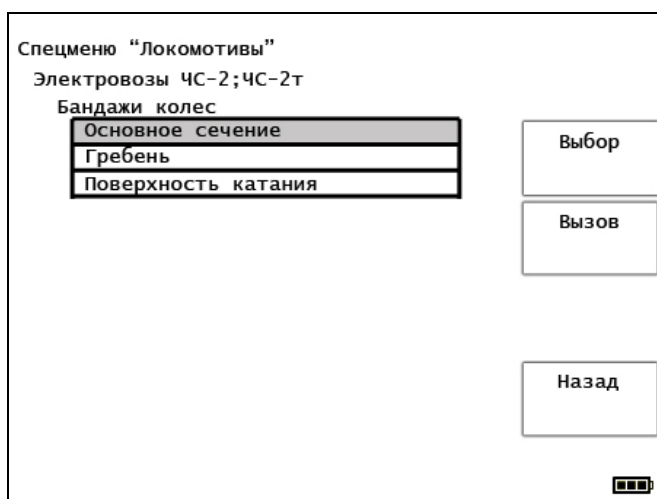 Спецменю “Локомотивы”
Электровозы ЧС-2;ЧС-2т
Бандажи колес
Основное сечение
Гребень
Поверхность катания
Выбор
Вызов
Назад